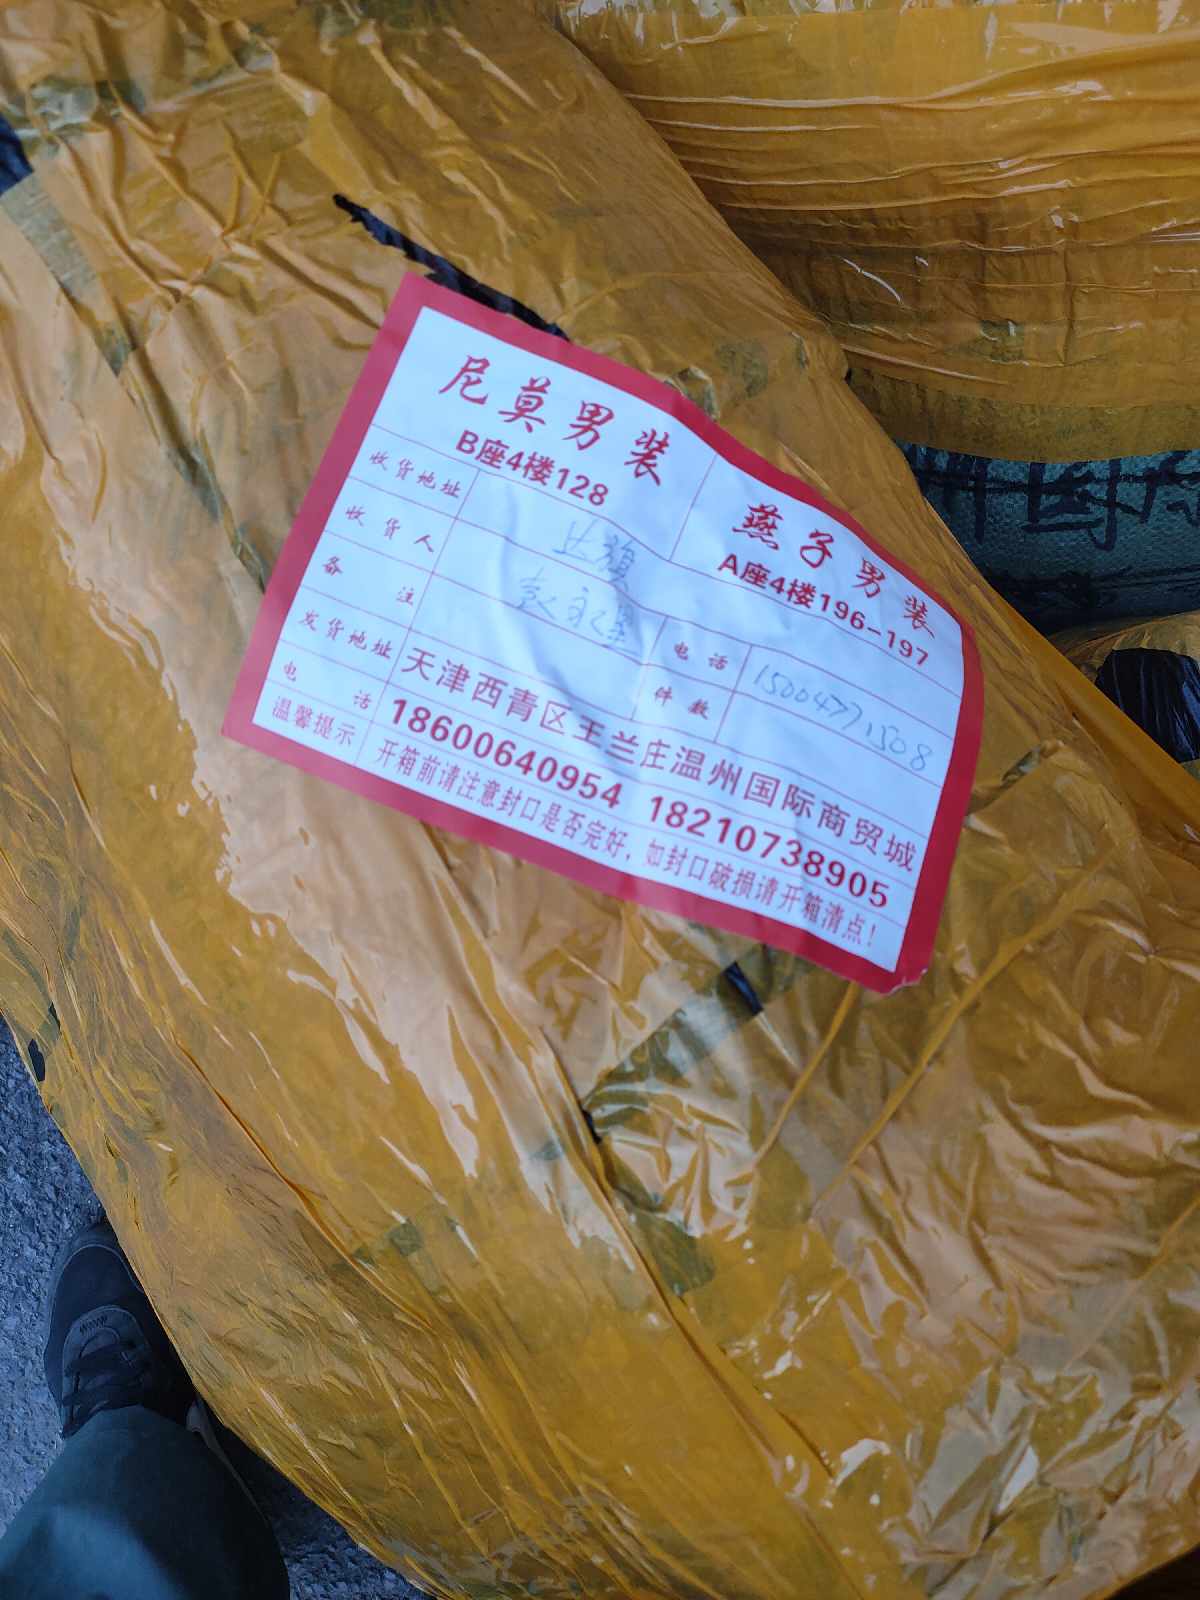 尼莫男装
B座4楼128
燕子男装
A座4楼196-197
收货地址
收货人
电话 15004771508
备注
件数
发货地址 天津西青区王兰庄温州国际商贸城
电话 18600640954 18210738905
温馨提示 开箱前请注意封口是否完好，如封口破损请开箱清点！